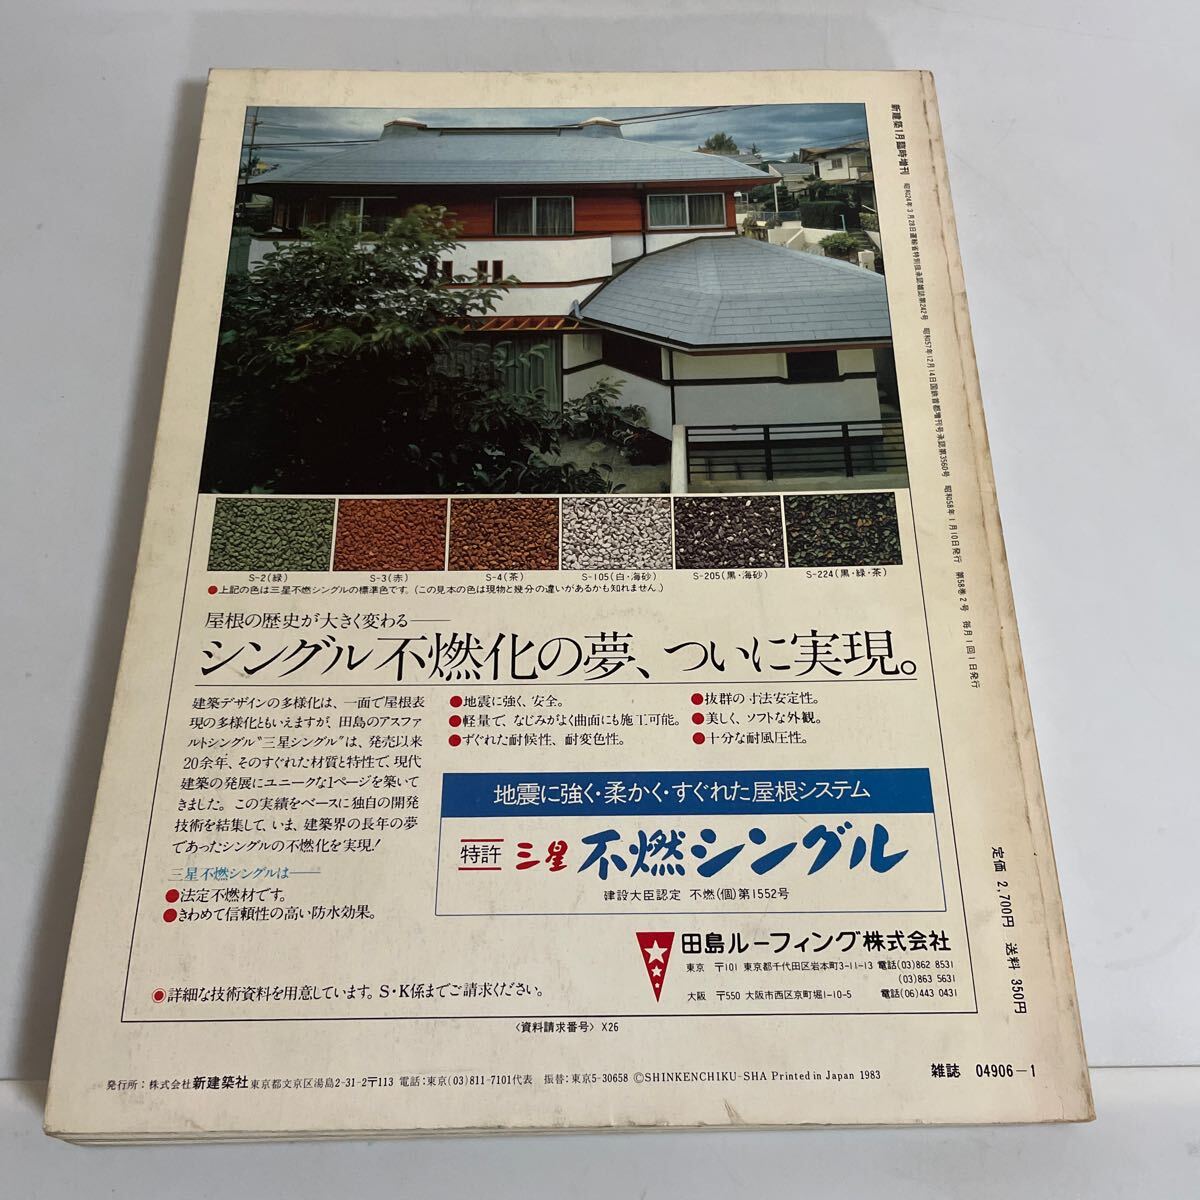 新建築1月臨時増刊　昭和24年3月28日運輸省特別扱承認雑誌第242号　昭和57年12月14日国鉄首都増刊号承認第3560号　昭和58年1月10日発行　第58巻2号　毎月1回1日発行
S-2(緑)　S-3(赤)　S-4(茶)　S-105(白・海砂)　S-205(黒・海砂)　S-224(黒・緑・茶)
●上記の色は三星不燃シングルの標準色です。(この見本の色は現物と幾分の違いがあるかも知れません。)
屋根の歴史が大きく変わる――
シングル不燃化の夢、ついに実現。
建築デザインの多様化は、一面で屋根表
現の多様化ともいえますが、田島のアスファ
ルトシングル“三星シングル”は、発売以来
20余年、そのすぐれた材質と特性で、現代
建築の発展にユニークな1ページを築いて
きました。この実績をベースに独自の開発
技術を結集して、いま、建築界の長年の夢
であったシングルの不燃化を実現!
三星不燃シングルは――
●法定不燃材です。
●きわめて信頼性の高い防水効果。
●地震に強く、安全。
●軽量で、なじみがよく曲面にも施工可能。
●すぐれた耐候性、耐変色性。
●抜群の寸法安定性。
●美しく、ソフトな外観。
●十分な耐風圧性。
地震に強く・柔かく・すぐれた屋根システム
特許 三星 不燃シングル
建設大臣認定 不燃(個)第1552号
田島ルーフィング株式会社
東京 〒101 東京都千代田区岩本町3-11-13 電話(03)862 8531
(03)863 5631
大阪 〒550 大阪市西区京町堀1-10-5 電話(06)443 0431
●詳細な技術資料を用意しています。S・K係までご請求ください。
〈資料請求番号〉X26
定価 2,700円 送料 350円
発行所：株式会社新建築社 東京都文京区湯島2-31-2〒113 電話：東京(03)811-7101代表 振替：東京5-30658 ©SHINKENCHIKU-SHA Printed in Japan 1983
雑誌 04906-1